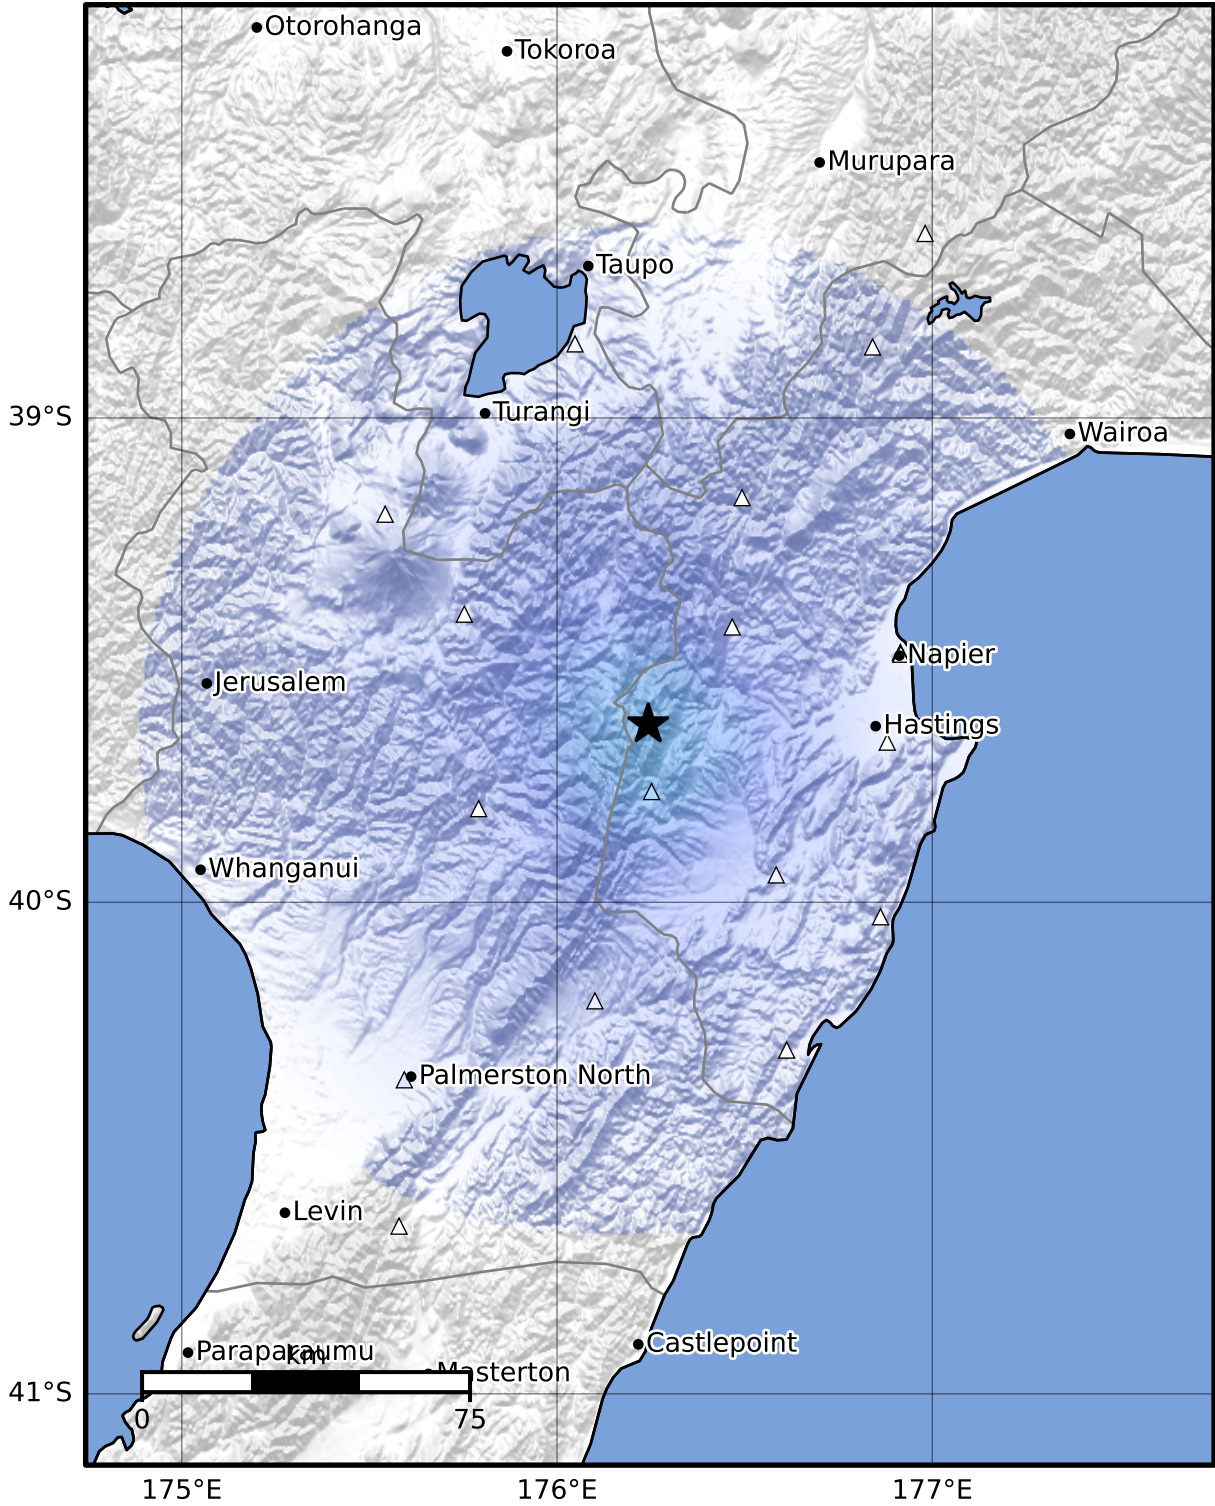 Otorohanga
Tokoroa
Murupara
Taupo
Turangi
39°S
Wairoa
Napier
Jerusalem
Hastings
Whanganui
40°S
Palmerston North
Levin
Castlepoint
Paraparaumu
km
Masterton
41°S
0
75
175°E
176°E
177°E